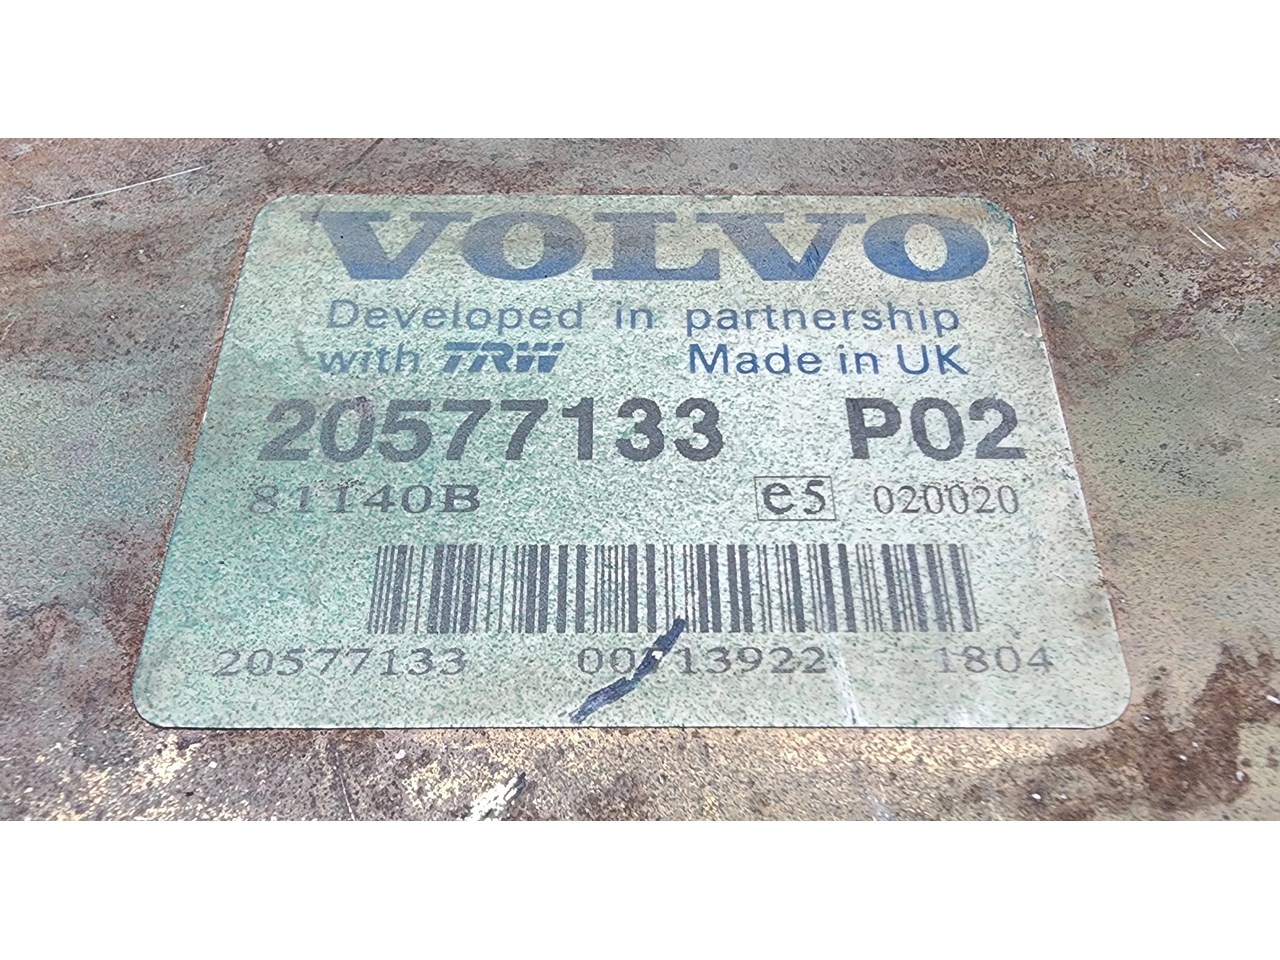 VOLVO
Developed in partnership
with TRW Made in UK
20577133 P02
81140B e5 020020
20577133 1804